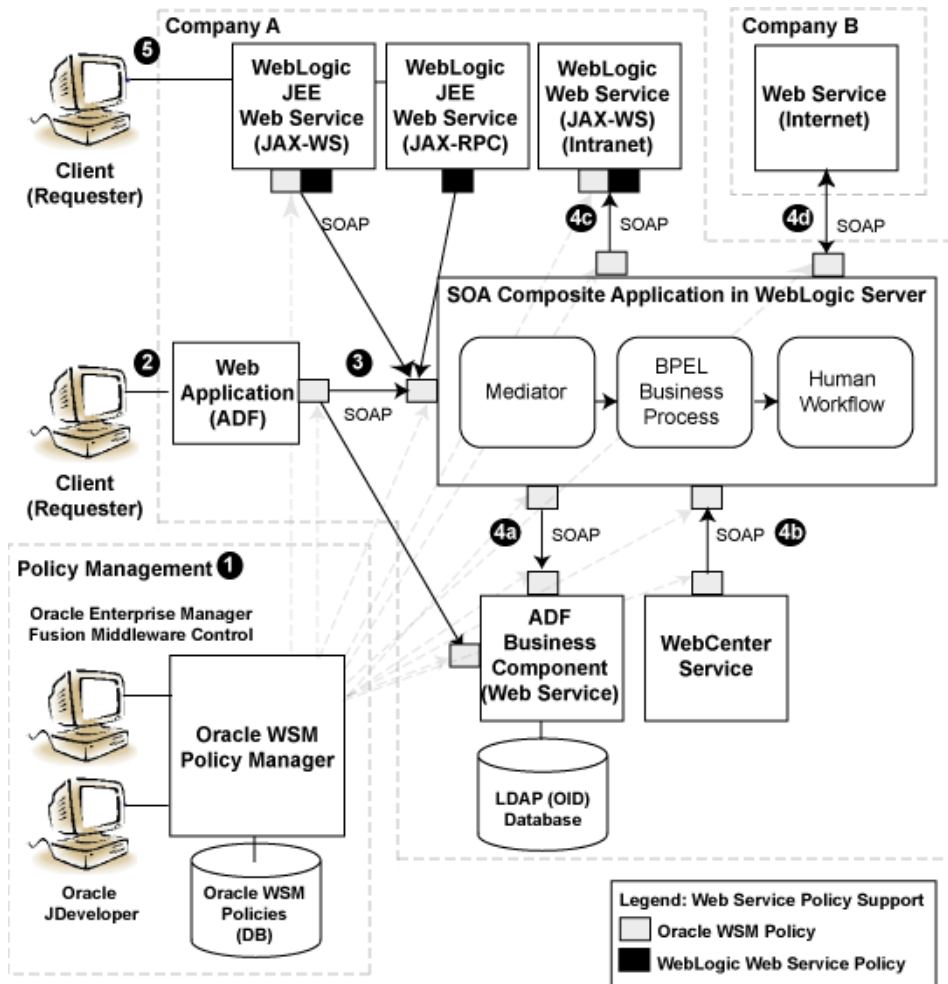 Company A
Company B
5
WebLogic
JEE
Web Service
(JAX-WS)
WebLogic
JEE
Web Service
(JAX-RPC)
WebLogic
Web Service
(JAX-WS)
(Intranet)
Web Service
(Internet)
Client
(Requester)
SOAP
4c
SOAP
4d
SOAP
SOA Composite Application in WebLogic Server
2
Web
Application
(ADF)
3
SOAP
Mediator
BPEL
Business
Process
Human
Workflow
Client
(Requester)
4a
SOAP
SOAP
4b
Policy Management
1
Oracle Enterprise Manager
Fusion Middleware Control
Oracle WSM
Policy Manager
ADF
Business
Component
(Web Service)
WebCenter
Service
LDAP (OID)
Database
Oracle
JDeveloper
Oracle WSM
Policies
(DB)
Legend: Web Service Policy Support
Oracle WSM Policy
WebLogic Web Service Policy